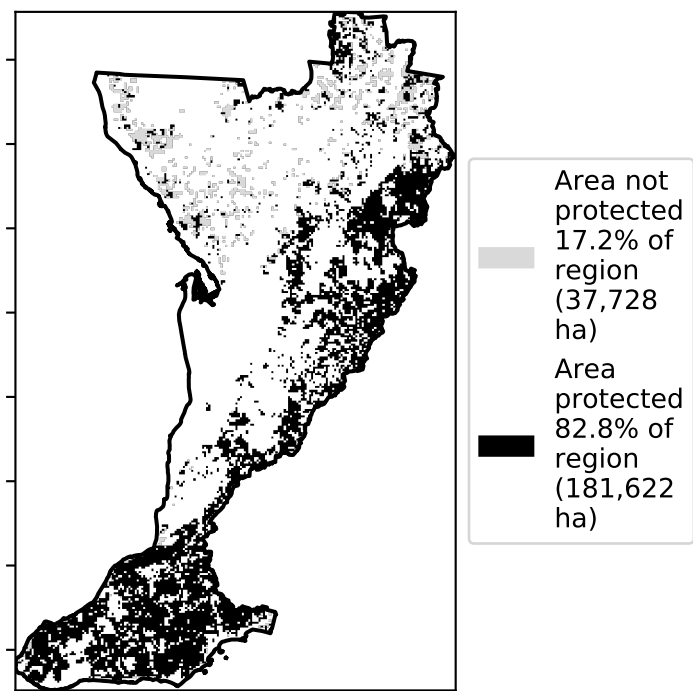 Area not
protected
17.2% of
region
(37,728
ha)
Area
protected
82.8% of
region
(181,622
ha)